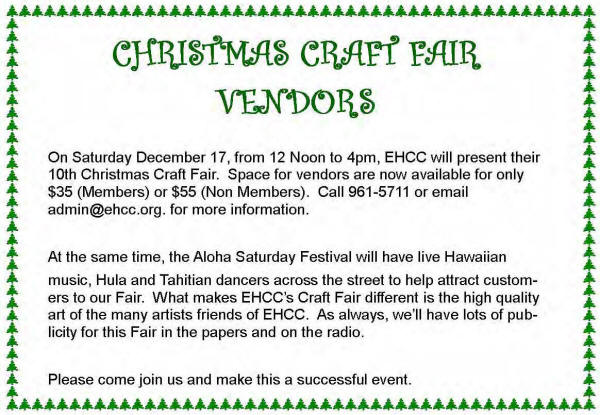 CHRISTMAS CRAFT FAIR
VENDORS
On Saturday December 17, from 12 Noon to 4pm, EHCC will present their
10th Christmas Craft Fair.  Space for vendors are now available for only
$35 (Members) or $55 (Non Members).  Call 961-5711 or email
admin@ehcc.org. for more information.
At the same time, the Aloha Saturday Festival will have live Hawaiian
music, Hula and Tahitian dancers across the street to help attract custom-
ers to our Fair.  What makes EHCC's Craft Fair different is the high quality
art of the many artists friends of EHCC.  As always, we'll have lots of pub-
licity for this Fair in the papers and on the radio.
Please come join us and make this a successful event.